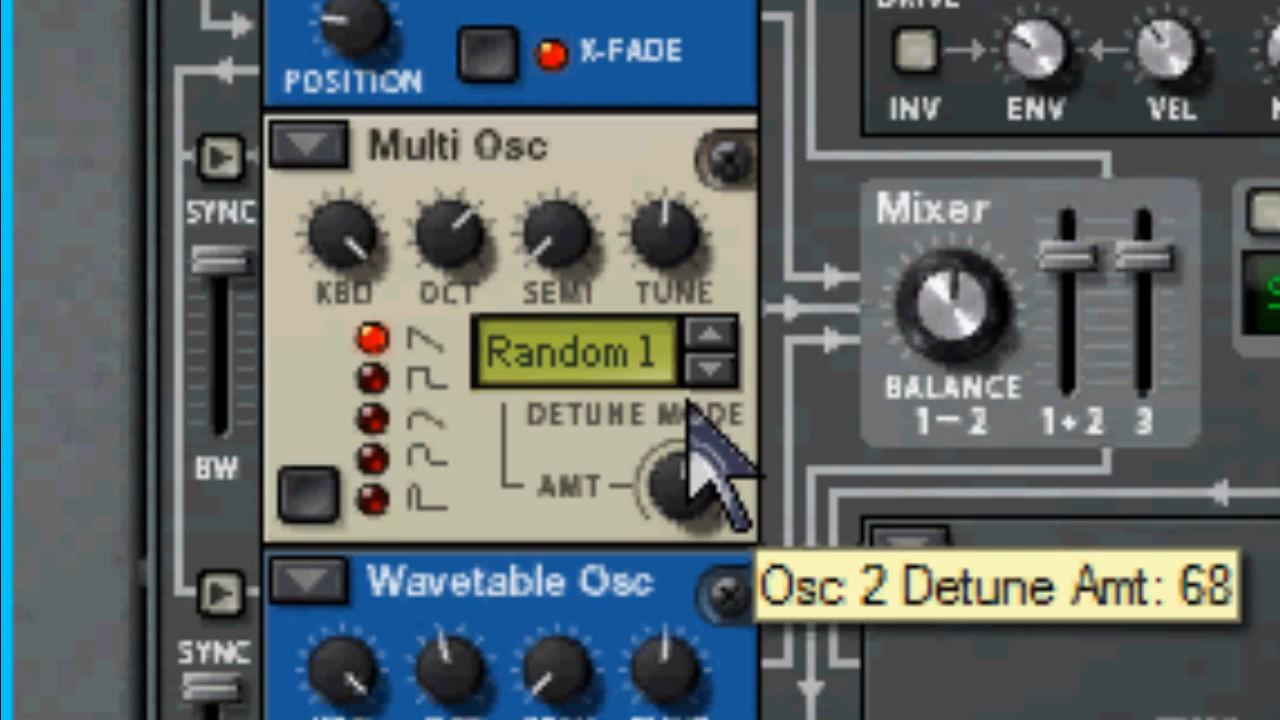 DRIVE
POSITION
X-FADE
INV
ENV
VEL
Multi Osc
SYNC
KBD
OCT
SEMI
TUNE
Mixer
Random 1
DETUNE MODE
BALANCE
1-2
1+2
3
BW
AMT
Wavetable Osc
Osc 2 Detune Amt: 68
SYNC